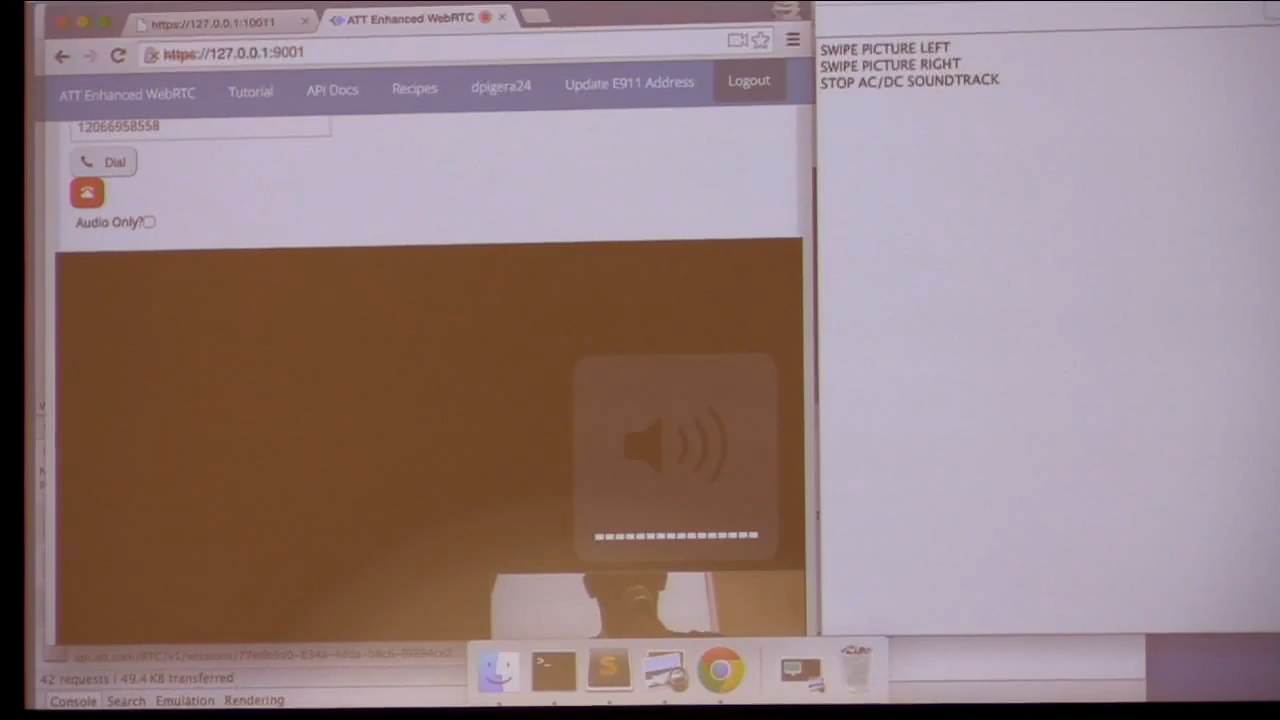 https://127.0.0.1:10011
ATT Enhanced WebRTC
https://127.0.0.1:9001
ATT Enhanced WebRTC Tutorial API Docs Recipes dpigera24 Update E911 Address Logout
12066958558
Dial
Audio Only?
42 requests | 49.4 KB transferred
Console Search Emulation Rendering
SWIPE PICTURE LEFT
SWIPE PICTURE RIGHT
STOP AC/DC SOUNDTRACK